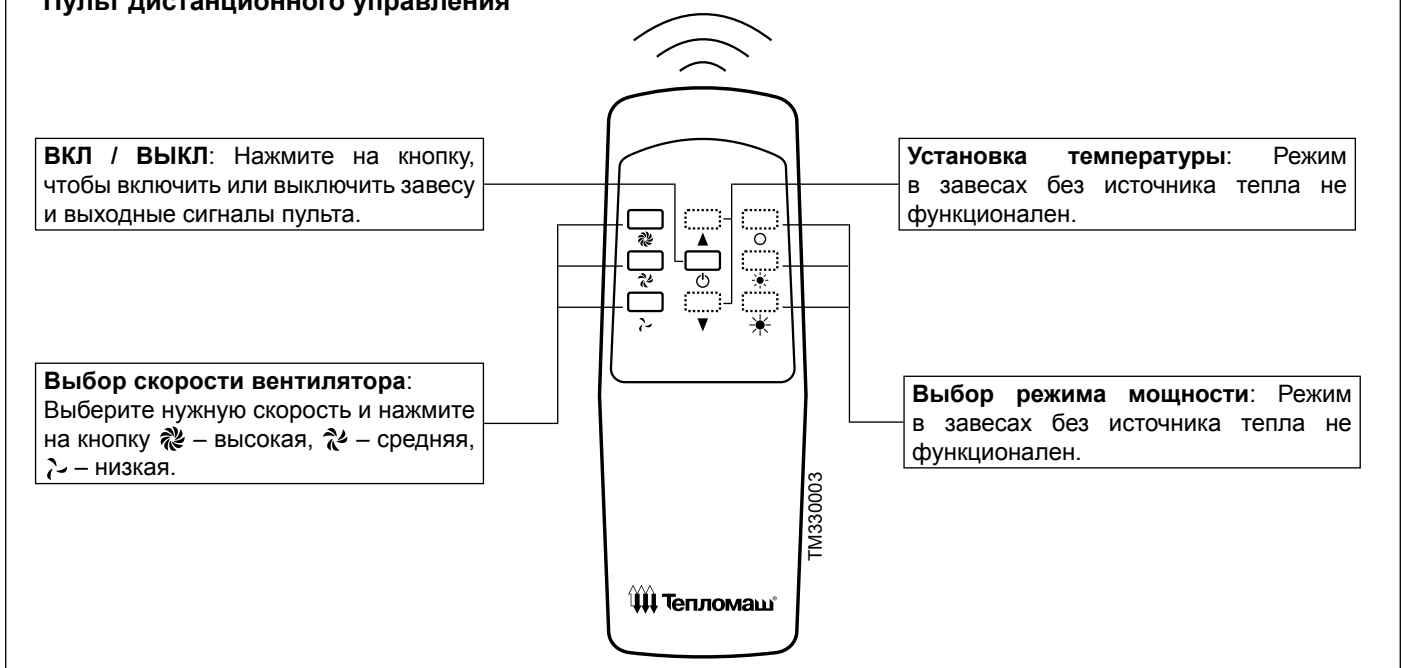 Пульт дистанционного управления
ВКЛ / ВЫКЛ: Нажмите на кнопку,
чтобы включить или выключить завесу
и выходные сигналы пульта.
Установка температуры: Режим
в завесах без источника тепла не
функционален.
Выбор скорости вентилятора:
Выберите нужную скорость и нажмите
на кнопку – высокая, – средняя,
– низкая.
Выбор режима мощности: Режим
в завесах без источника тепла не
функционален.
TM330003
Тепломаш®